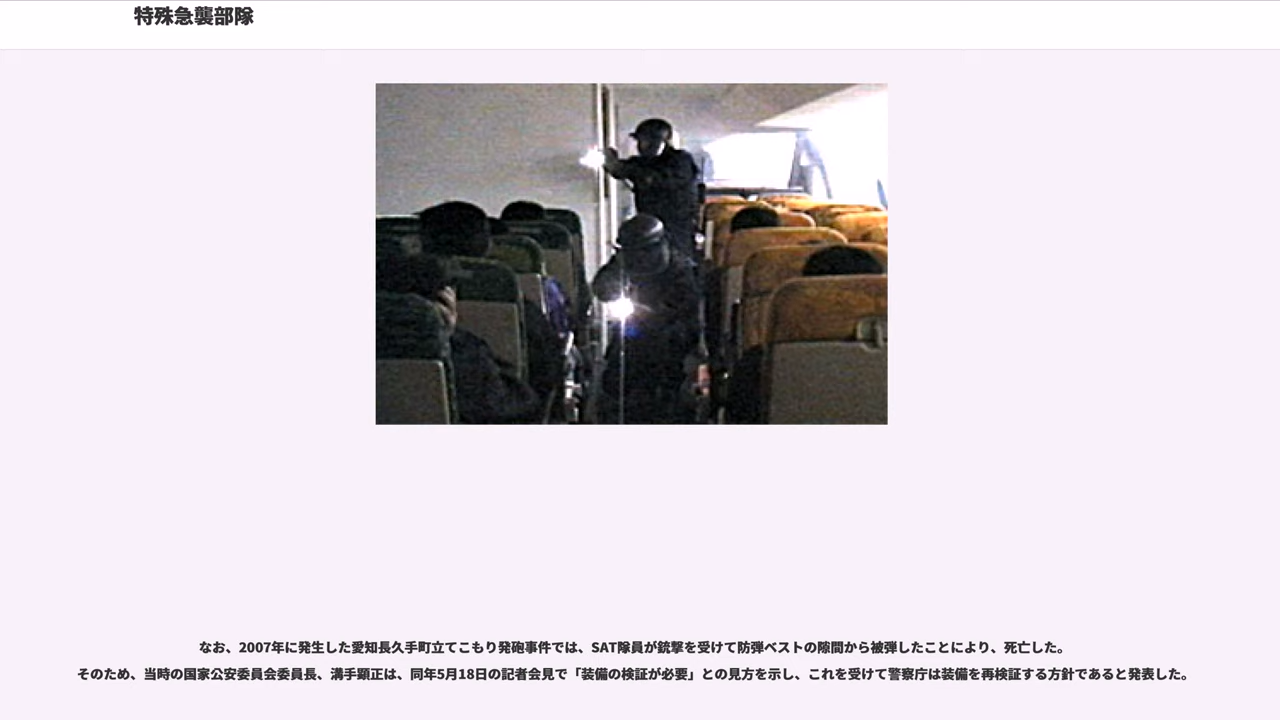 特殊急襲部隊
なお、2007年に発生した愛知長久手町立てこもり発砲事件では、SAT隊員が銃撃を受けて防弾ベストの隙間から被弾したことにより、死亡した。
そのため、当時の国家公安委員会委員長、溝手顕正は、同年5月18日の記者会見で「装備の検証が必要」との見方を示し、これを受けて警察庁は装備を再検証する方針であると発表した。